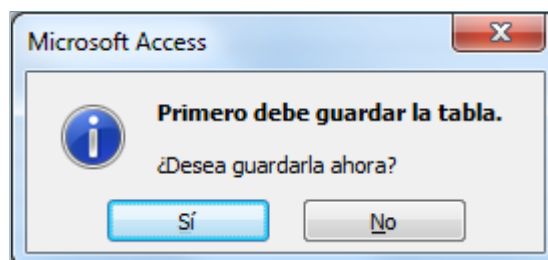 Microsoft Access
Primero debe guardar la tabla.
¿Desea guardarla ahora?
Sí
No